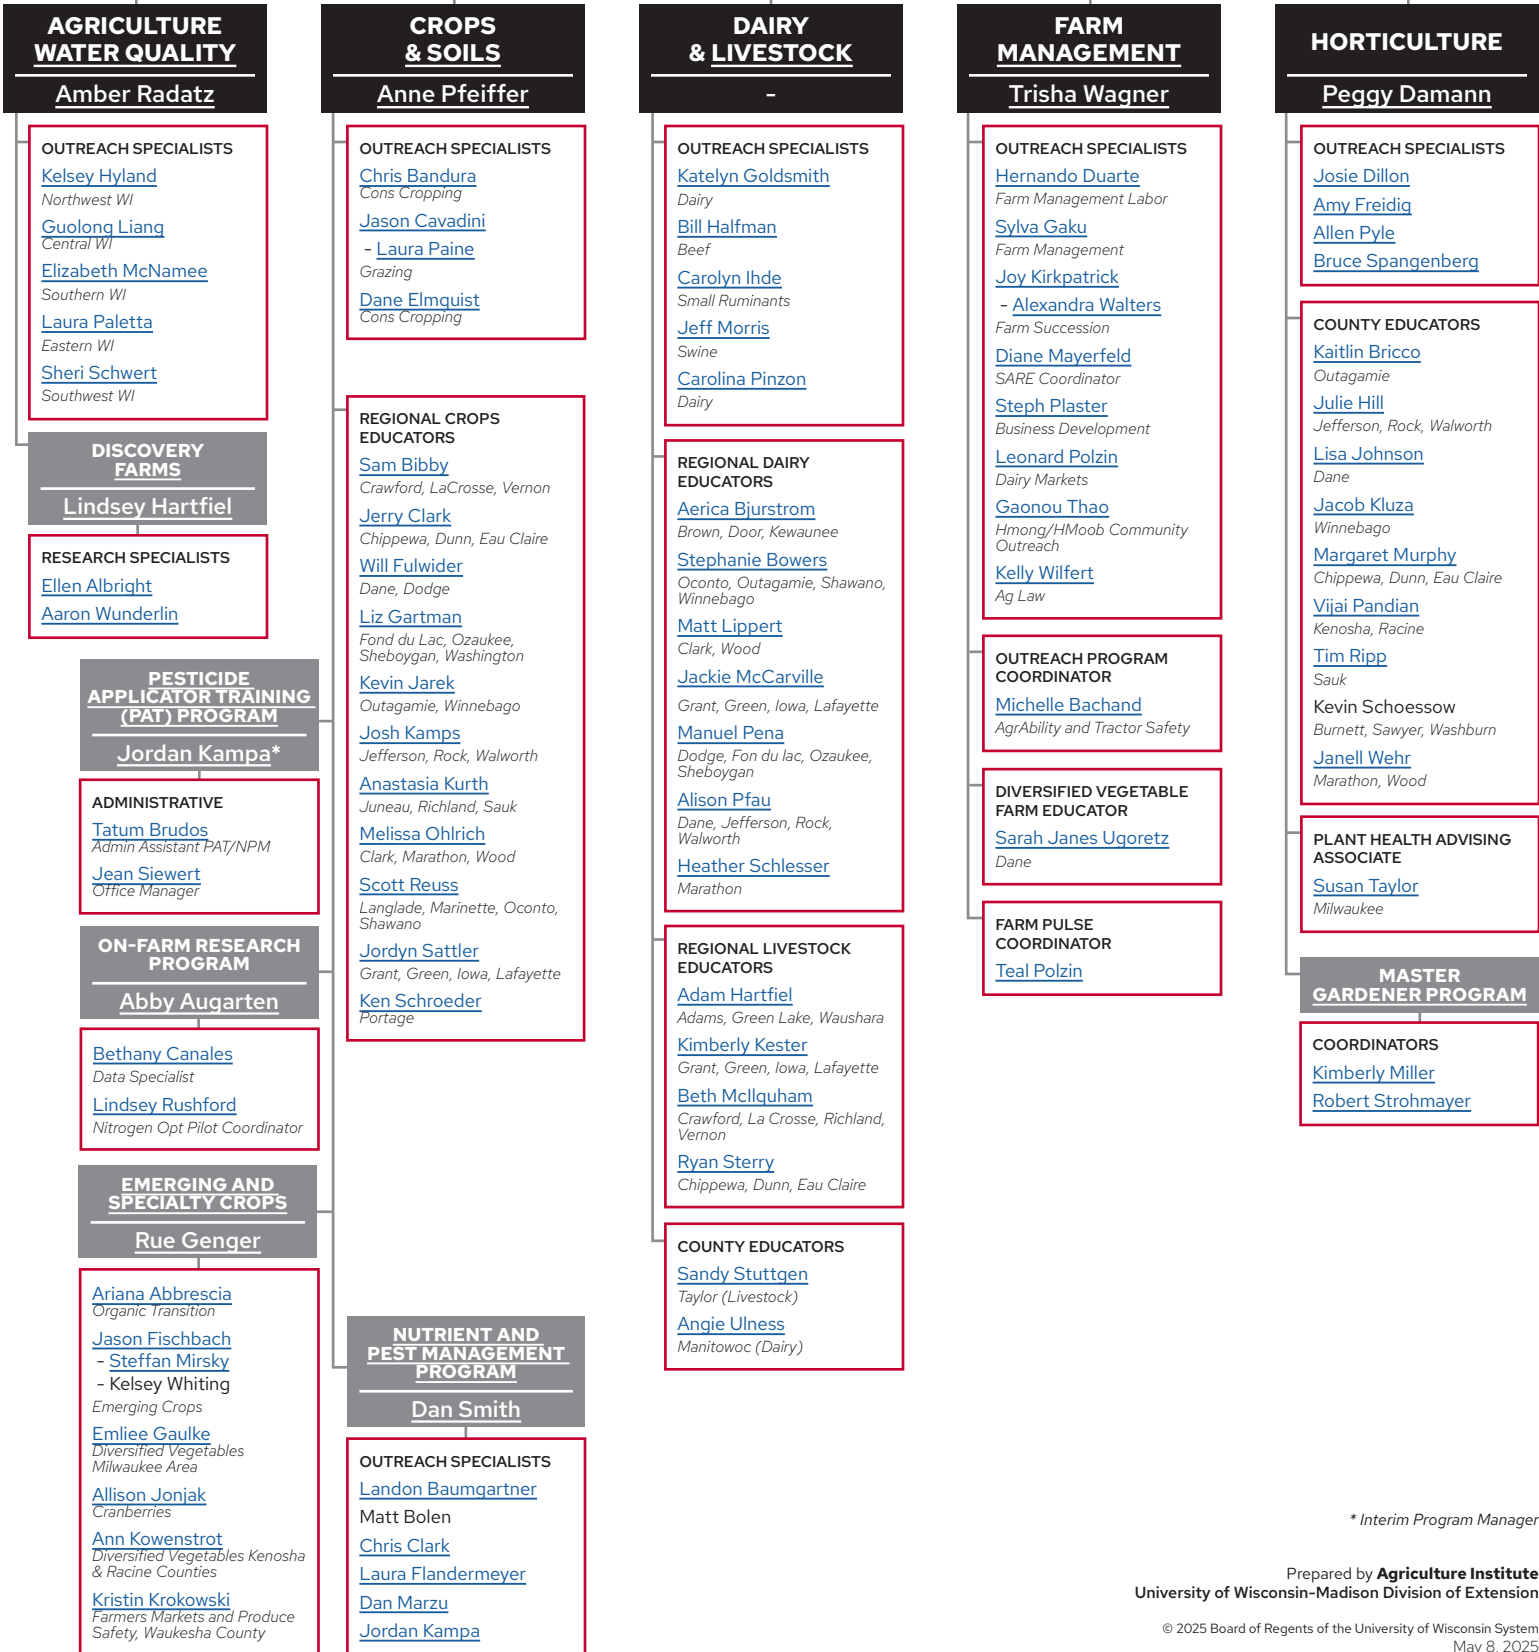 AGRICULTURE
WATER QUALITY
Amber Radatz
OUTREACH SPECIALISTS
Kelsey Hyland
Northwest WI
Guolong Liang
Central WI
Elizabeth McNamee
Southern WI
Laura Paletta
Eastern WI
Sheri Schwert
Southwest WI
DISCOVERY
FARMS
Lindsey Hartfiel
RESEARCH SPECIALISTS
Ellen Albright
Aaron Wunderlin
CROPS
& SOILS
Anne Pfeiffer
OUTREACH SPECIALISTS
Chris Bandura
Cons Cropping
Jason Cavadini
- Laura Paine
Grazing
Dane Elmquist
Cons Cropping
REGIONAL CROPS
EDUCATORS
Sam Bibby
Crawford, LaCrosse, Vernon
Jerry Clark
Chippewa, Dunn, Eau Claire
Will Fulwider
Dane, Dodge
Liz Gartman
Fond du Lac, Ozaukee,
Sheboygan, Washington
Kevin Jarek
Outagamie, Winnebago
Josh Kamps
Jefferson, Rock, Walworth
Anastasia Kurth
Juneau, Richland, Sauk
Melissa Ohlrich
Clark, Marathon, Wood
Scott Reuss
Langlade, Marinette, Oconto,
Shawano
Jordyn Sattler
Grant, Green, Iowa, Lafayette
Ken Schroeder
Portage
PESTICIDE
APPLICATOR TRAINING
(PAT) PROGRAM
Jordan Kampa*
ADMINISTRATIVE
Tatum Brudos
Admin Assistant PAT/NPM
Jean Siewert
Office Manager
ON-FARM RESEARCH
PROGRAM
Abby Augarten
Bethany Canales
Data Specialist
Lindsey Rushford
Nitrogen Opt Pilot Coordinator
EMERGING AND
SPECIALTY CROPS
Rue Genger
Ariana Abbrescia
Organic Transition
Jason Fischbach
- Steffan Mirsky
- Kelsey Whiting
Emerging Crops
Emliee Gaulke
Diversified Vegetables
Milwaukee Area
Allison Jonjak
Cranberries
Ann Kowenstrot
Diversified Vegetables Kenosha
& Racine Counties
Kristin Krokowski
Farmers Markets and Produce
Safety, Waukesha County
NUTRIENT AND
PEST MANAGEMENT
PROGRAM
Dan Smith
OUTREACH SPECIALISTS
Landon Baumgartner
Matt Bolen
Chris Clark
Laura Flandermeyer
Dan Marzu
Jordan Kampa
DAIRY
& LIVESTOCK
-
OUTREACH SPECIALISTS
Katelyn Goldsmith
Dairy
Bill Halfman
Beef
Carolyn Ihde
Small Ruminants
Jeff Morris
Swine
Carolina Pinzon
Dairy
REGIONAL DAIRY
EDUCATORS
Aerica Bjurstrom
Brown, Door, Kewaunee
Stephanie Bowers
Oconto, Outagamie, Shawano,
Winnebago
Matt Lippert
Clark, Wood
Jackie McCarville
Grant, Green, Iowa, Lafayette
Manuel Pena
Dodge, Fon du lac, Ozaukee,
Sheboygan
Alison Pfau
Dane, Jefferson, Rock,
Walworth
Heather Schlesser
Marathon
REGIONAL LIVESTOCK
EDUCATORS
Adam Hartfiel
Adams, Green Lake, Waushara
Kimberly Kester
Grant, Green, Iowa, Lafayette
Beth McIlquham
Crawford, La Crosse, Richland,
Vernon
Ryan Sterry
Chippewa, Dunn, Eau Claire
COUNTY EDUCATORS
Sandy Stuttgen
Taylor (Livestock)
Angie Ulness
Manitowoc (Dairy)
FARM
MANAGEMENT
Trisha Wagner
OUTREACH SPECIALISTS
Hernando Duarte
Farm Management Labor
Sylva Gaku
Farm Management
Joy Kirkpatrick
- Alexandra Walters
Farm Succession
Diane Mayerfeld
SARE Coordinator
Steph Plaster
Business Development
Leonard Polzin
Dairy Markets
Gaonou Thao
Hmong/HMoob Community
Outreach
Kelly Wilfert
Ag Law
OUTREACH PROGRAM
COORDINATOR
Michelle Bachand
AgrAbility and Tractor Safety
DIVERSIFIED VEGETABLE
FARM EDUCATOR
Sarah Janes Ugoretz
Dane
FARM PULSE
COORDINATOR
Teal Polzin
HORTICULTURE
Peggy Damann
OUTREACH SPECIALISTS
Josie Dillon
Amy Freidig
Allen Pyle
Bruce Spangenberg
COUNTY EDUCATORS
Kaitlin Bricco
Outagamie
Julie Hill
Jefferson, Rock, Walworth
Lisa Johnson
Dane
Jacob Kluza
Winnebago
Margaret Murphy
Chippewa, Dunn, Eau Claire
Vijai Pandian
Kenosha, Racine
Tim Ripp
Sauk
Kevin Schoessow
Burnett, Sawyer, Washburn
Janell Wehr
Marathon, Wood
PLANT HEALTH ADVISING
ASSOCIATE
Susan Taylor
Milwaukee
MASTER
GARDENER PROGRAM
COORDINATORS
Kimberly Miller
Robert Strohmayer
* Interim Program Manager
Prepared by Agriculture Institute
University of Wisconsin-Madison Division of Extension
© 2025 Board of Regents of the University of Wisconsin System
May 8, 2025